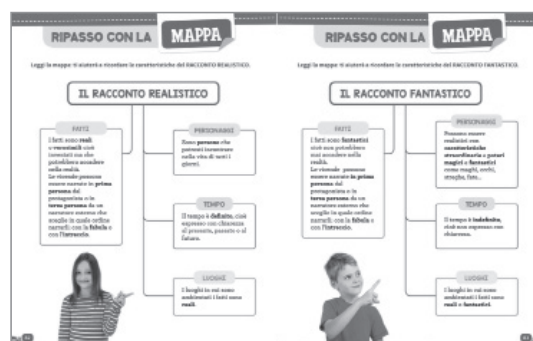 RIPASSO CON LA MAPPA
Leggi la mappa: ti aiuterà a ricordare le caratteristiche del RACCONTO REALISTICO.
IL RACCONTO REALISTICO
FATTI
I fatti sono reali
o verosimili cioè
inventati ma che
potrebbero accadere
nella realtà.
Le vicende possono
essere narrate in prima
persona dal
protagonista o in
terza persona da un
narratore esterno che
sceglie in quale ordine
narrarli: con la fabula o
con l'intreccio.
PERSONAGGI
Sono persone che
potresti incontrare
nella vita di tutti i
giorni.
TEMPO
Il tempo è definito, cioè
espresso con chiarezza
al presente, passato o al
futuro.
LUOGHI
I luoghi in cui sono
ambientati i fatti sono
reali.
RIPASSO CON LA MAPPA
Leggi la mappa: ti aiuterà a ricordare le caratteristiche del RACCONTO FANTASTICO.
IL RACCONTO FANTASTICO
FATTI
I fatti sono fantastici
cioè non potrebbero
mai accadere nella
realtà.
Le vicende possono
essere narrate in prima
persona dal
protagonista o in
terza persona da un
narratore esterno che
sceglie in quale ordine
narrarli: con la fabula o
con l'intreccio.
PERSONAGGI
Possono essere
realistici con
caratteristiche
straordinarie e poteri
magici o fantastici
come maghi, orchi,
streghe, fate...
TEMPO
Il tempo è indefinito,
cioè non espresso con
chiarezza.
LUOGHI
I luoghi in cui sono
ambientati i fatti sono
reali o fantastici.